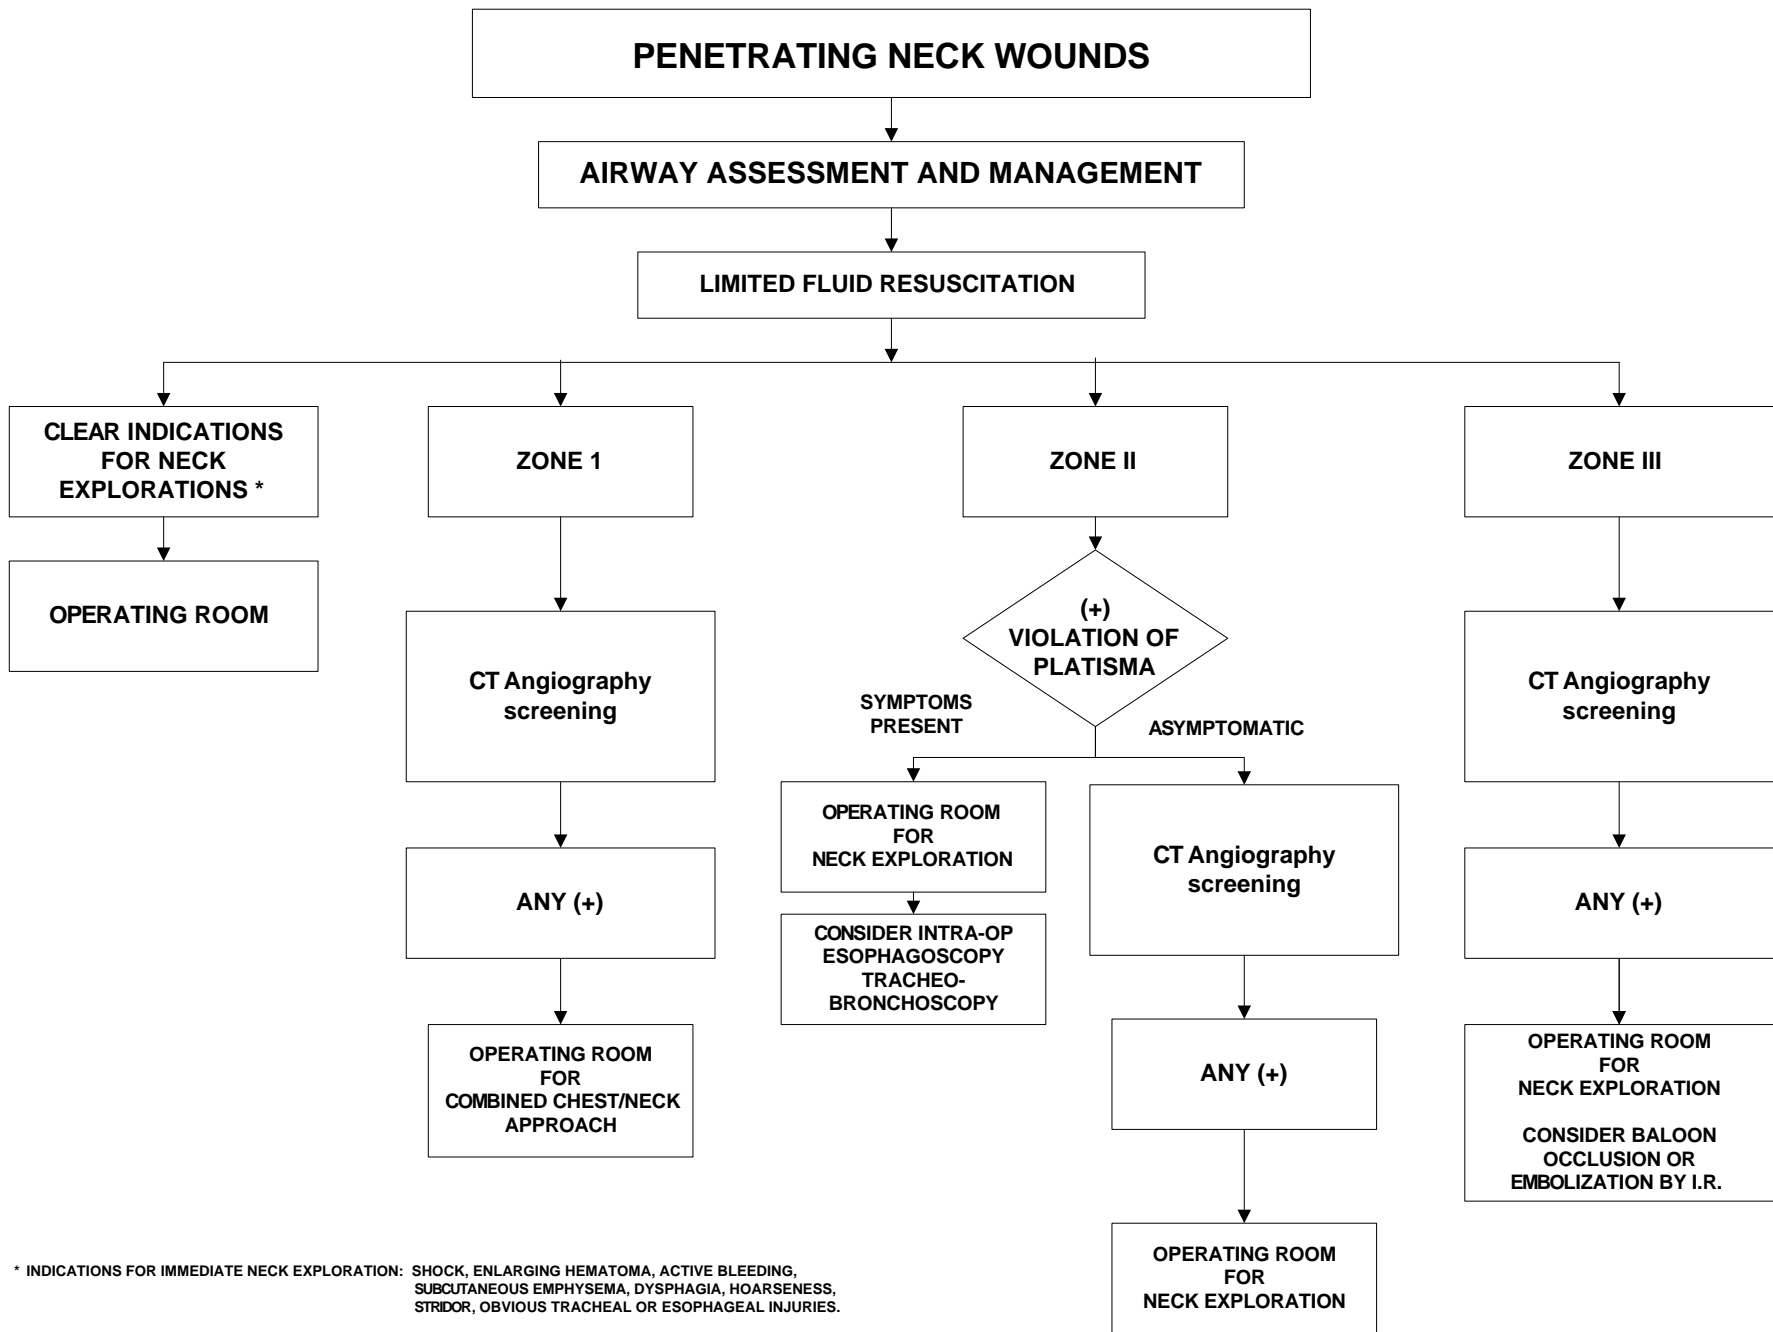 PENETRATING NECK WOUNDS
AIRWAY ASSESSMENT AND MANAGEMENT
LIMITED FLUID RESUSCITATION
CLEAR INDICATIONS
FOR NECK
EXPLORATIONS *
OPERATING ROOM
ZONE 1
CT Angiography
screening
ANY (+)
OPERATING ROOM
FOR
COMBINED CHEST/NECK
APPROACH
ZONE II
(+)
VIOLATION OF
PLATISMA
SYMPTOMS
PRESENT
ASYMPTOMATIC
OPERATING ROOM
FOR
NECK EXPLORATION
CONSIDER INTRA-OP
ESOPHAGOSCOPY
TRACHEO-
BRONCHOSCOPY
CT Angiography
screening
ANY (+)
OPERATING ROOM
FOR
NECK EXPLORATION
ZONE III
CT Angiography
screening
ANY (+)
OPERATING ROOM
FOR
NECK EXPLORATION
CONSIDER BALOON
OCCLUSION OR
EMBOLIZATION BY I.R.
* INDICATIONS FOR IMMEDIATE NECK EXPLORATION: SHOCK, ENLARGING HEMATOMA, ACTIVE BLEEDING,
SUBCUTANEOUS EMPHYSEMA, DYSPHAGIA, HOARSENESS,
STRIDOR, OBVIOUS TRACHEAL OR ESOPHAGEAL INJURIES.